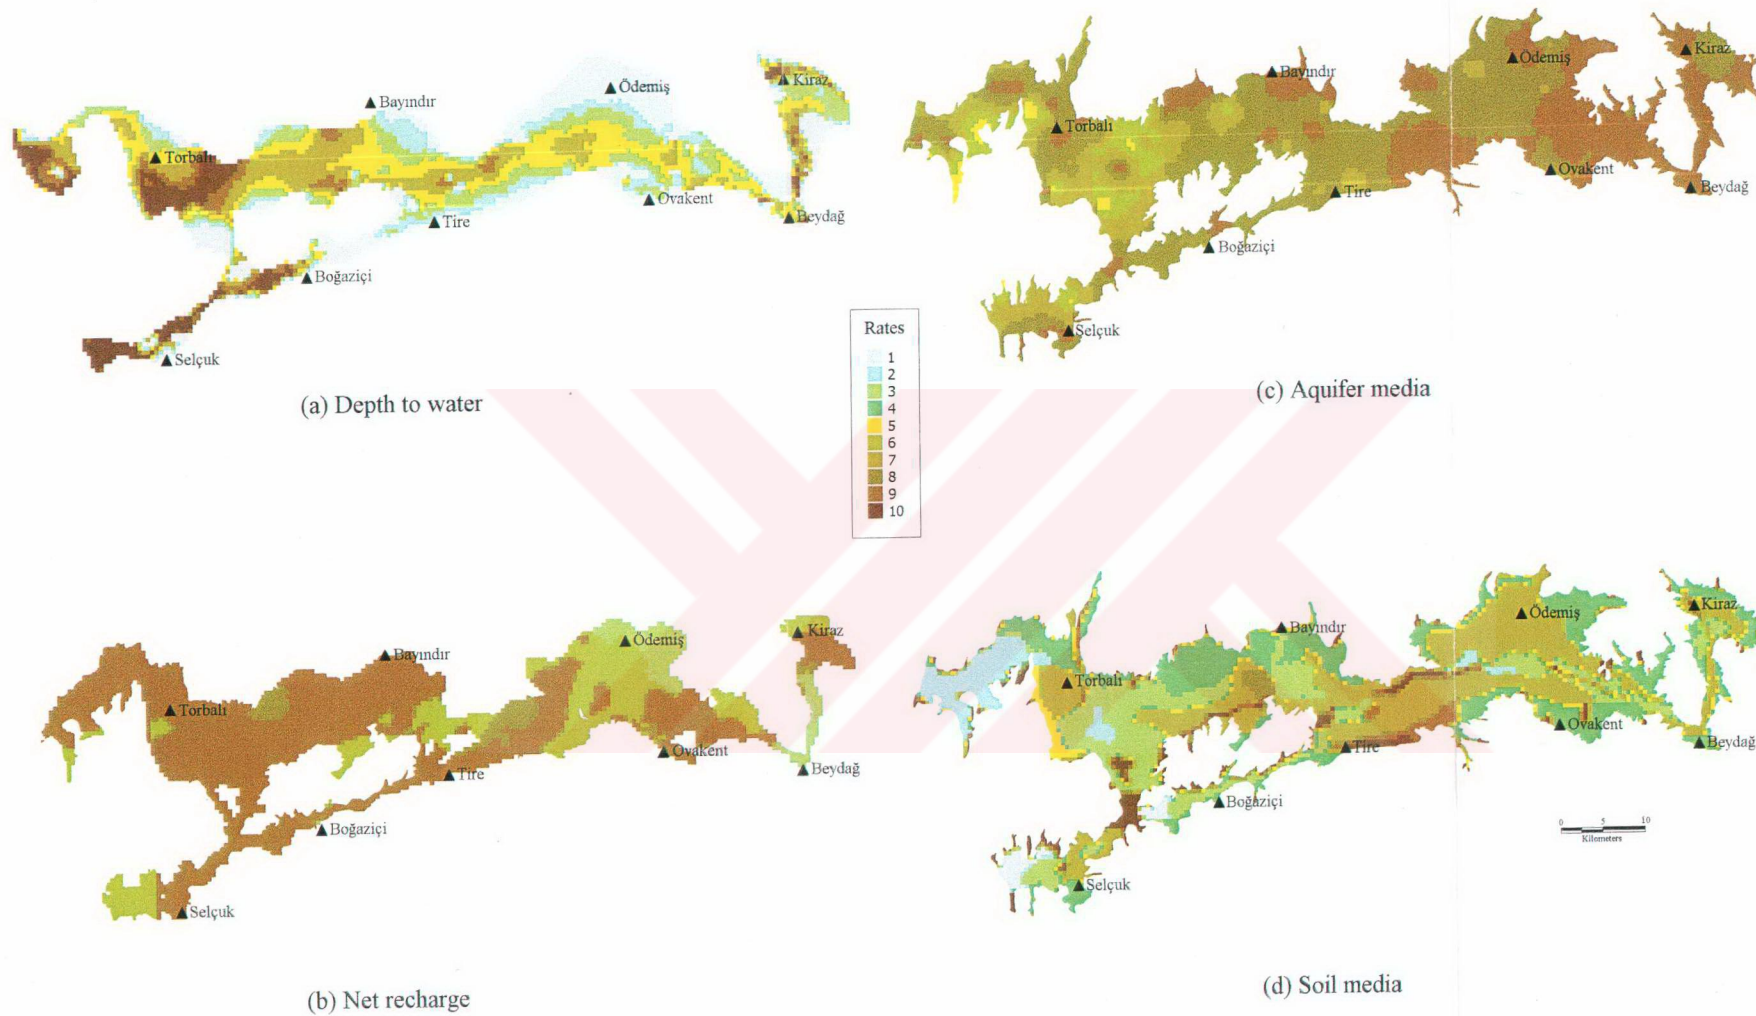 Ödemiş
Kiraz
Bayındır
Torbalı
Ovakent
Beydağ
Tire
Boğaziçi
Selçuk
(a) Depth to water
Kiraz
Ödemiş
Bayındır
Torbalı
Ovakent
Beydağ
Tire
Boğaziçi
Selçuk
(c) Aquifer media
Rates
1
2
3
4
5
6
7
8
9
10
Kiraz
Ödemiş
Bayındır
Torbalı
Ovakent
Beydağ
Tire
Boğaziçi
Selçuk
(b) Net recharge
Kiraz
Ödemiş
Bayındır
Torbalı
Ovakent
Beydağ
Tire
Boğaziçi
Selçuk
0 5 10
Kilometers
(d) Soil media